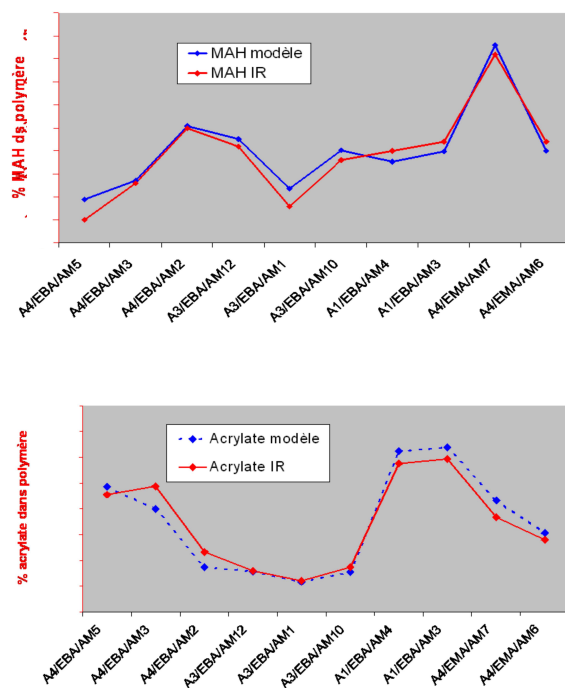 % MAH ds polymère
MAH modèle
MAH IR
A4/EBA/AM5
A4/EBA/AM3
A4/EBA/AM2
A3/EBA/AM12
A3/EBA/AM1
A3/EBA/AM10
A1/EBA/AM4
A1/EBA/AM3
A4/EMA/AM7
A4/EMA/AM6
% acrylate dans polymère
Acrylate modèle
Acrylate IR
A4/EBA/AM5
A4/EBA/AM3
A4/EBA/AM2
A3/EBA/AM12
A3/EBA/AM1
A3/EBA/AM10
A1/EBA/AM4
A1/EBA/AM3
A4/EMA/AM7
A4/EMA/AM6